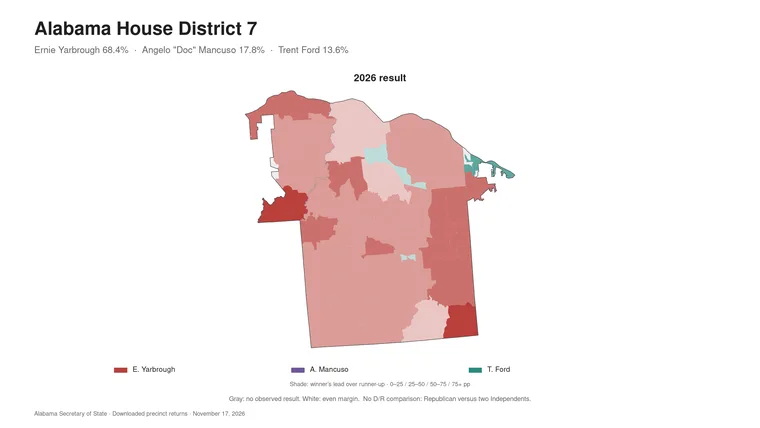 Alabama House District 7
Ernie Yarbrough 68.4% · Angelo "Doc" Mancuso 17.8% · Trent Ford 13.6%
2026 result
E. Yarbrough
A. Mancuso
T. Ford
Shade: winner's lead over runner-up · 0–25 / 25–50 / 50–75 / 75+ pp
Gray: no observed result. White: even margin. No D/R comparison: Republican versus two Independents.
Alabama Secretary of State · Downloaded precinct returns · November 17, 2026